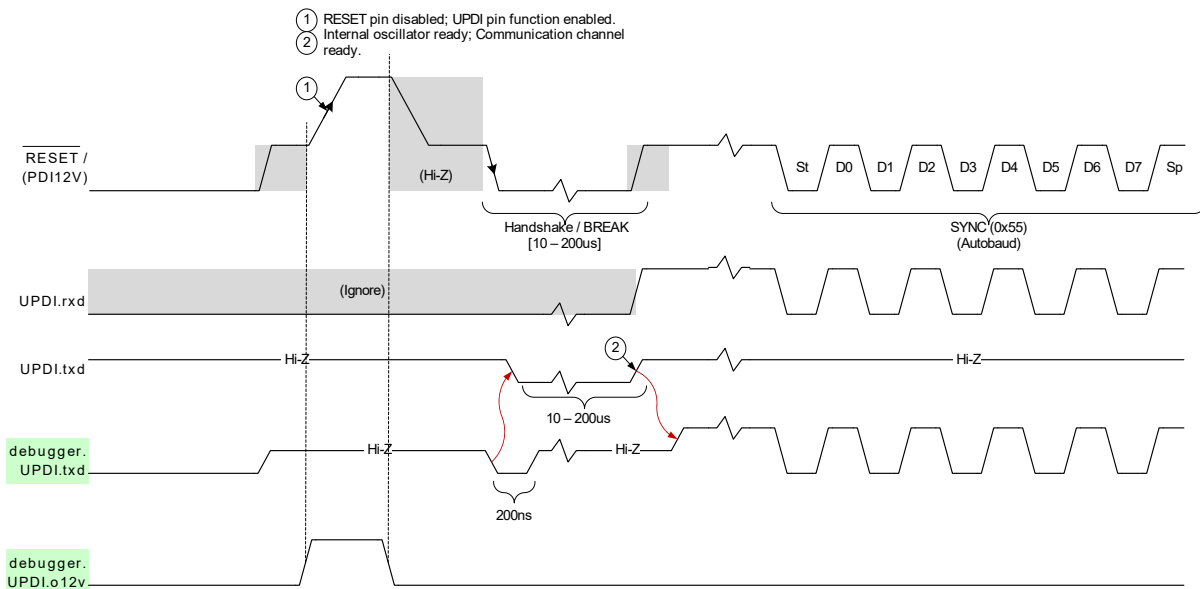 1 RESET pin disabled; UPDI pin function enabled.
2 Internal oscillator ready; Communication channel
ready.
1
RESET /
(PDI12V)
(Hi-Z)
St D0 D1 D2 D3 D4 D5 D6 D7 Sp
Handshake / BREAK
[10 – 200us]
SYNC (0x55)
(Autobaud)
(Ignore)
UPDI.rxd
2
UPDI.txd
Hi-Z Hi-Z
10 – 200us
debugger.
UPDI.txd
Hi-Z Hi-Z
200ns
debugger.
UPDI.o12v